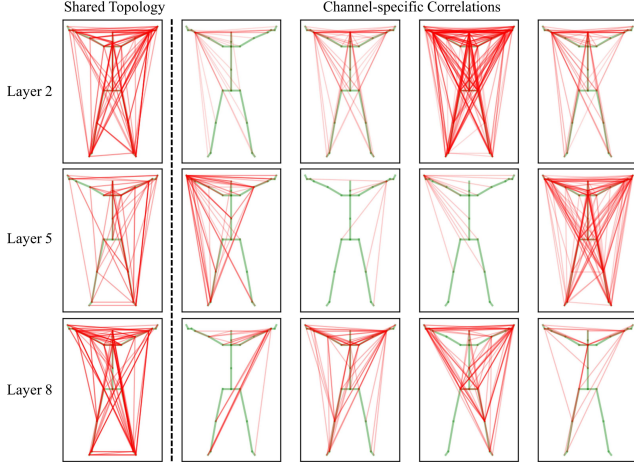 Shared Topology
Channel-specific Correlations
Layer 2
Layer 5
Layer 8